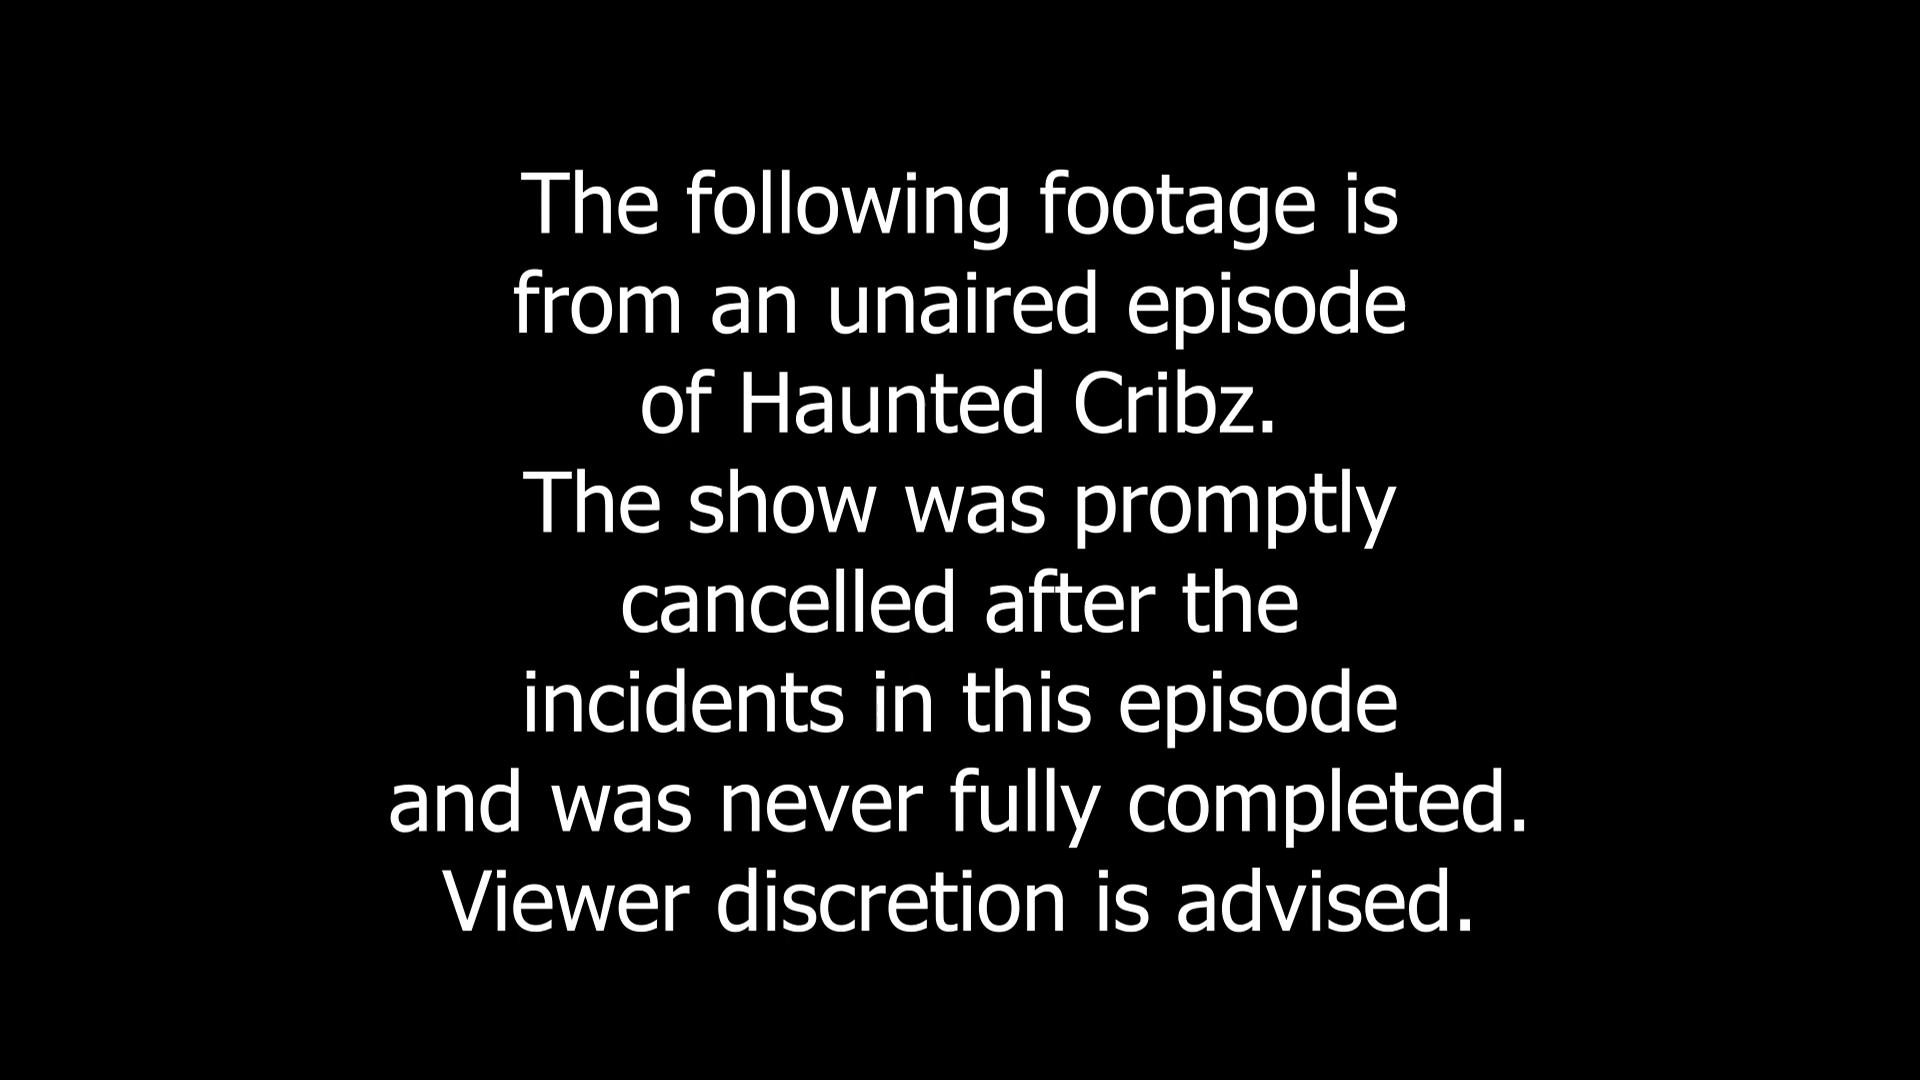 The following footage is
from an unaired episode
of Haunted Cribz.
The show was promptly
cancelled after the
incidents in this episode
and was never fully completed.
Viewer discretion is advised.